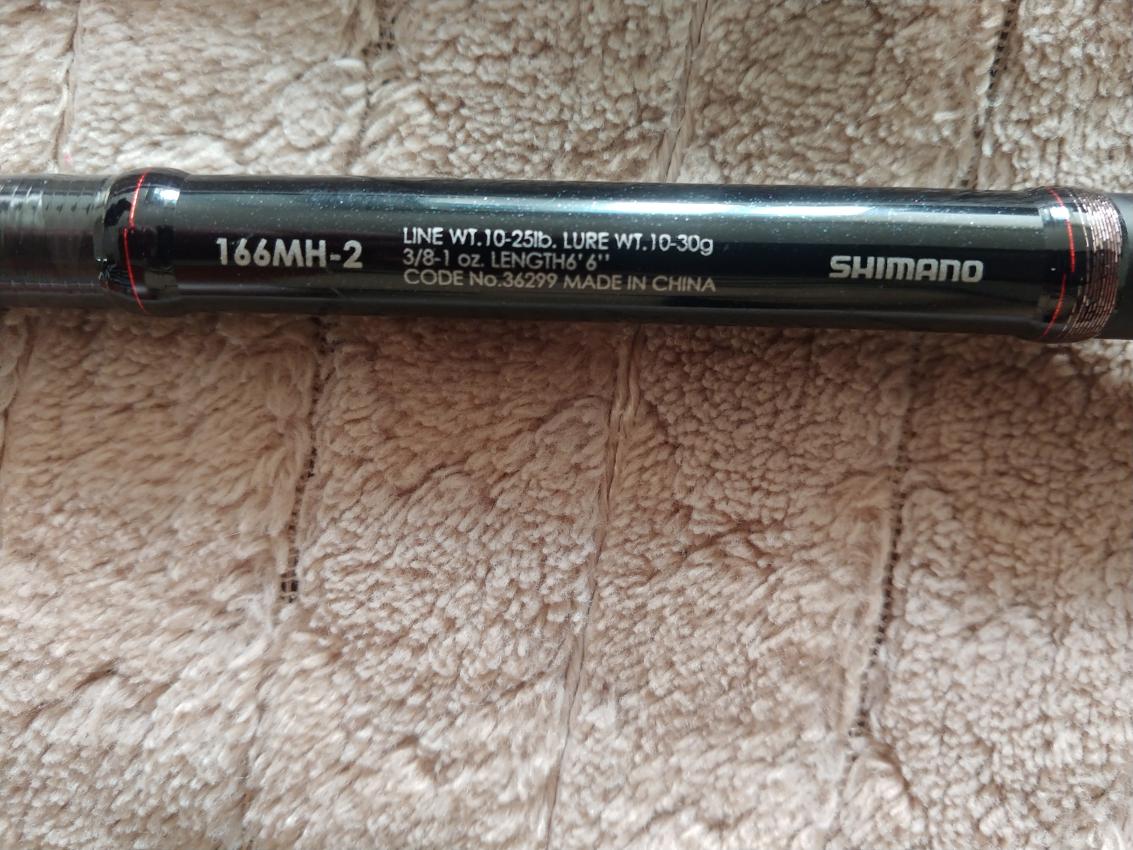 166MH-2
LINE WT.10-25lb. LURE WT.10-30g
3/8-1 oz. LENGTH6'6''
CODE No.36299 MADE IN CHINA
SHIMANO